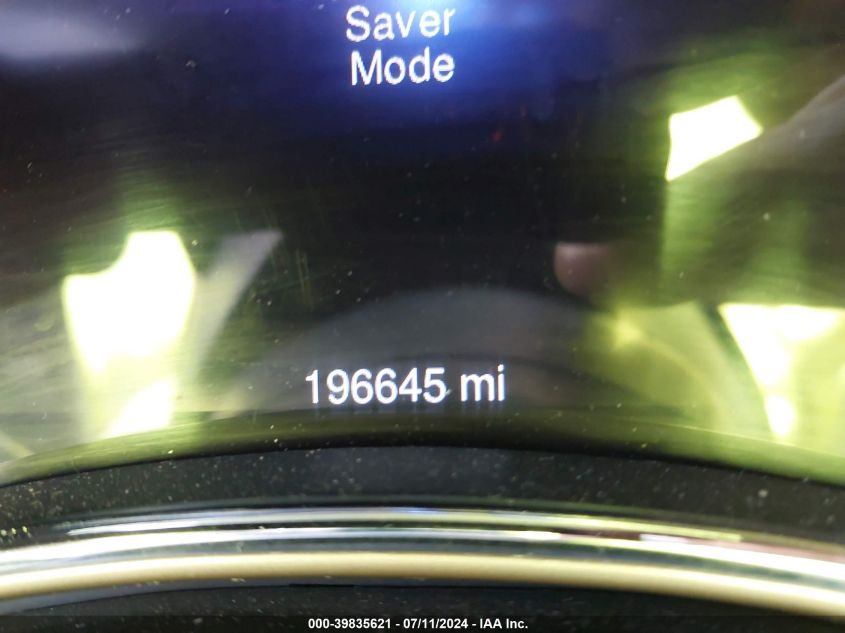 Saver
Mode
196645 mi
000-39835621 - 07/11/2024 - IAA Inc.